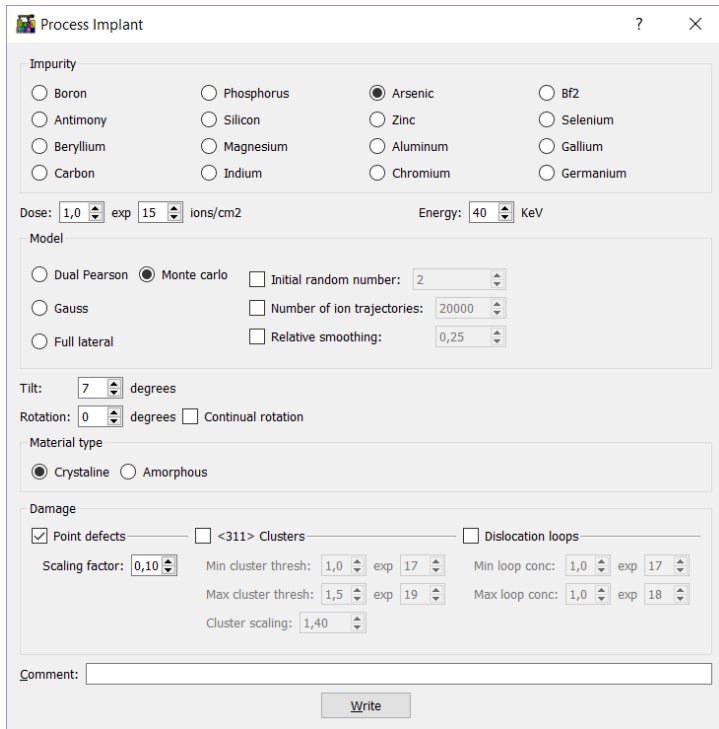 Process Implant ?
Impurity
Boron Phosphorus Arsenic Bf2
Antimony Silicon Zinc Selenium
Beryllium Magnesium Aluminum Gallium
Carbon Indium Chromium Germanium
Dose: 1,0 exp 15 ions/cm2 Energy: 40 KeV
Model
Dual Pearson Monte carlo Initial random number: 2
Gauss Number of ion trajectories: 20000
Full lateral Relative smoothing: 0,25
Tilt: 7 degrees
Rotation: 0 degrees Continual rotation
Material type
Crystaline Amorphous
Damage
Point defects <311> Clusters Dislocation loops
Scaling factor: 0,10 Min cluster thresh: 1,0 exp 17 Min loop conc: 1,0 exp 17
Max cluster thresh: 1,5 exp 19 Max loop conc: 1,0 exp 18
Cluster scaling: 1,40
Comment:
Write